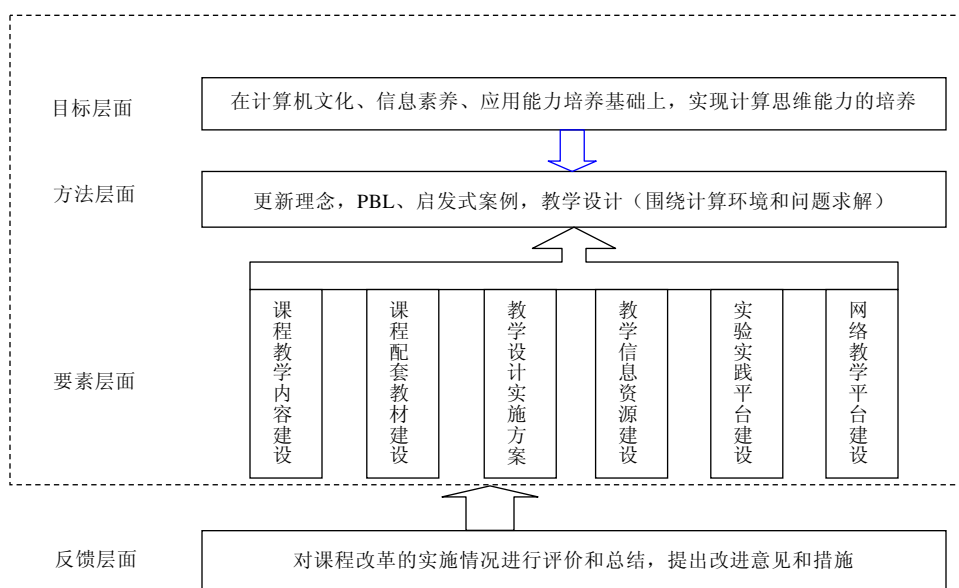 目标层面
在计算机文化、信息素养、应用能力培养基础上，实现计算思维能力的培养
方法层面
更新理念，PBL、启发式案例，教学设计（围绕计算环境和问题求解）
要素层面
课程教学内容建设
课程配套教材建设
教学设计实施方案
教学信息资源建设
实验实践平台建设
网络教学平台建设
反馈层面
对课程改革的实施情况进行评价和总结，提出改进意见和措施